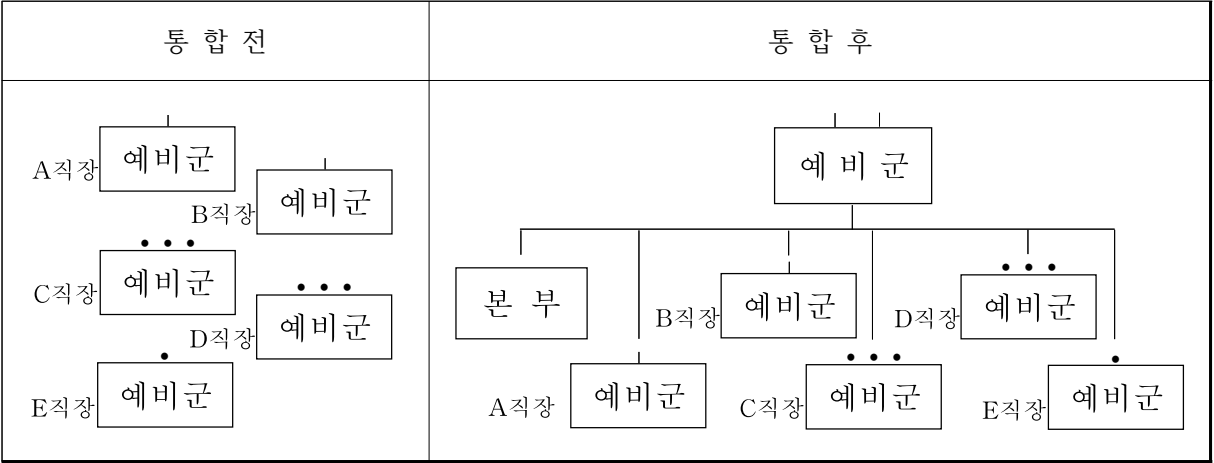 통 합 전
통 합 후
A직장 예비군
B직장 예비군
C직장 예비군
D직장 예비군
E직장 예비군
예 비 군
본 부
B직장 예비군
D직장 예비군
A직장 예비군
C직장 예비군
E직장 예비군